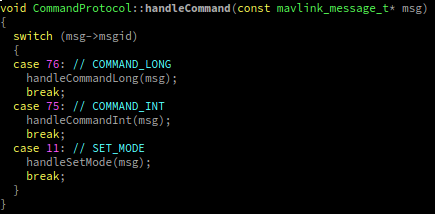 void CommandProtocol::handleCommand(const mavlink_message_t* msg)
{
  switch (msg->msgid)
  {
  case 76: // COMMAND_LONG
    handleCommandLong(msg);
    break;
  case 75: // COMMAND_INT
    handleCommandInt(msg);
    break;
  case 11: // SET_MODE
    handleSetMode(msg);
    break;
  }
}